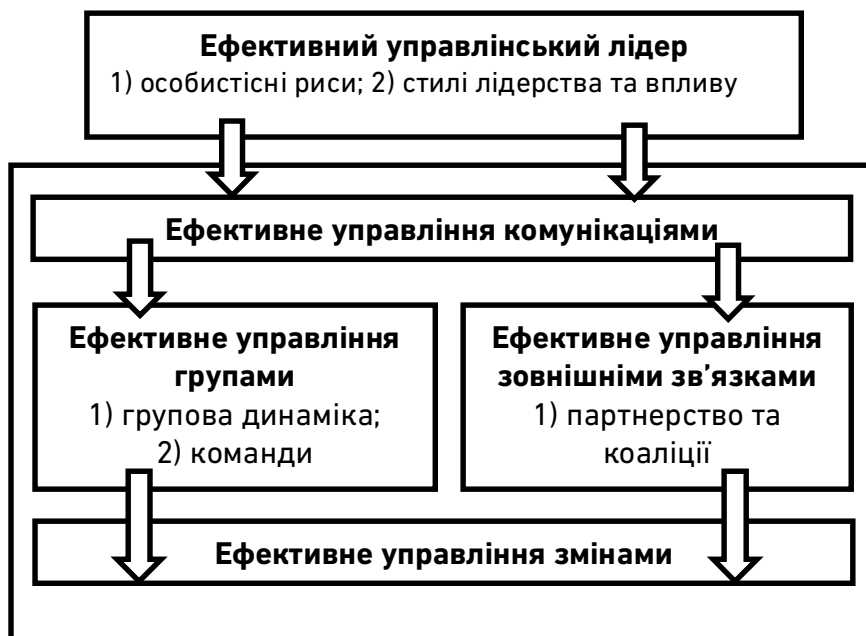 Ефективний управлінський лідер
1) особистісні риси; 2) стилі лідерства та впливу
Ефективне управління комунікаціями
Ефективне управління
групами
1) групова динаміка;
2) команди
Ефективне управління
зовнішніми зв’язками
1) партнерство та
коаліції
Ефективне управління змінами